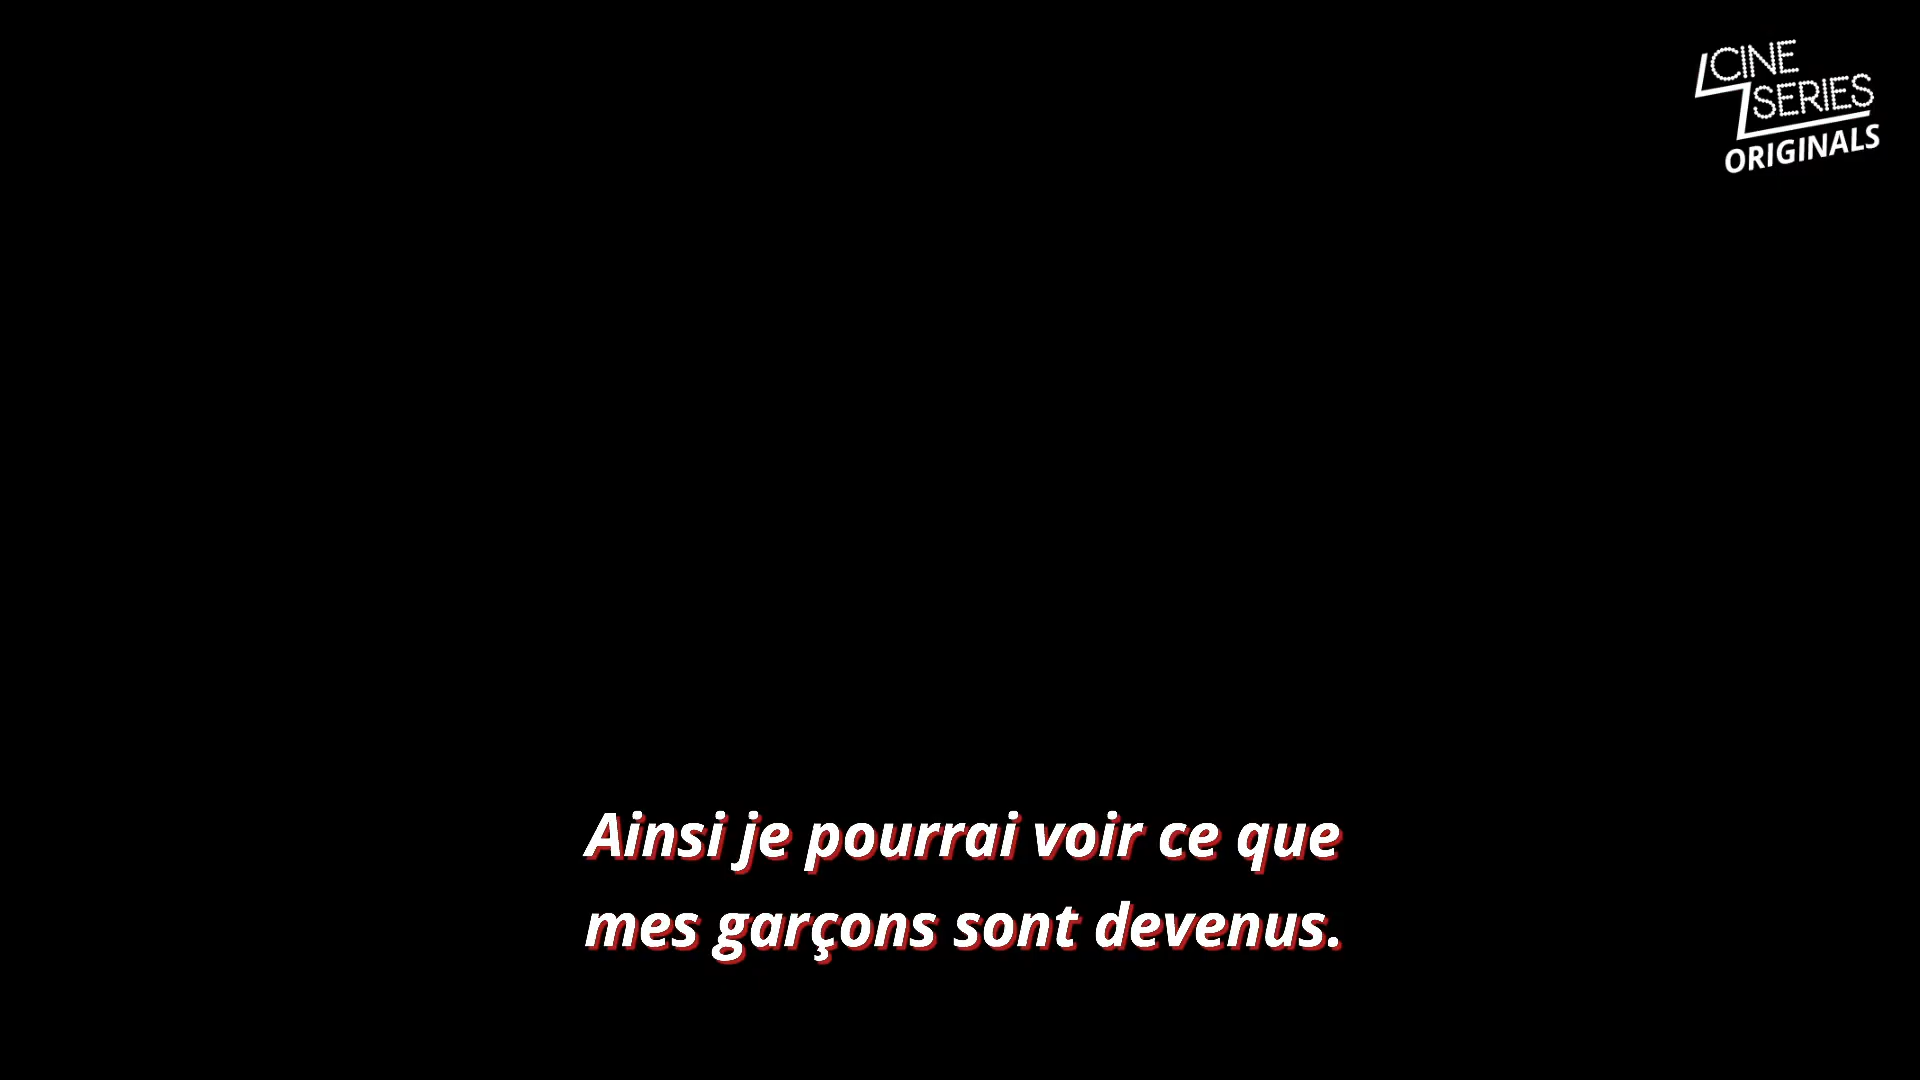 CINE
SERIES
ORIGINALS
Ainsi je pourrai voir ce que
mes garçons sont devenus.